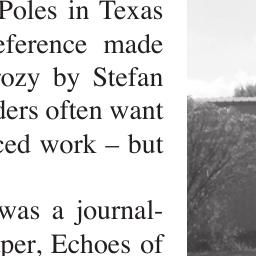 Poles in Texas
eference made
rozy by Stefan
ders often want
ced work – but
was a journal-
per, Echoes of